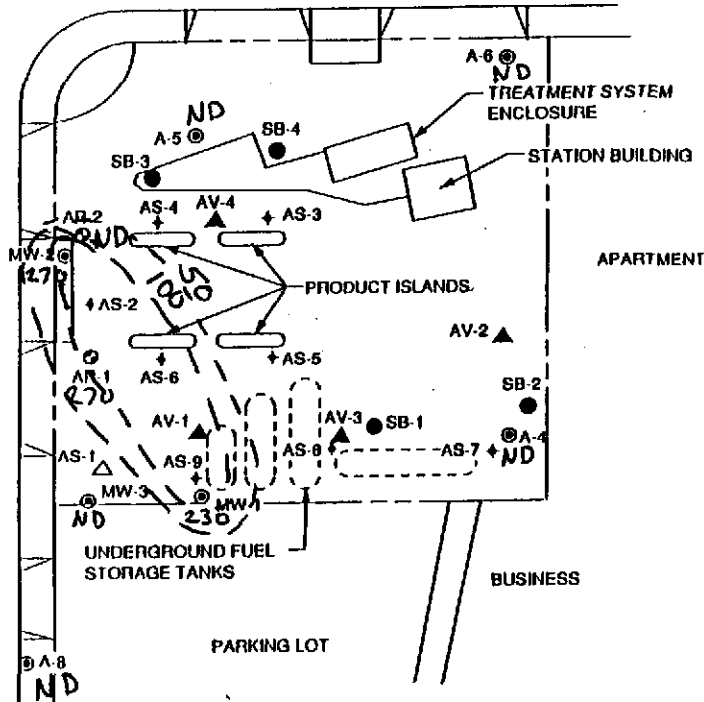 A-6
ND
TREATMENT SYSTEM
ENCLOSURE
ND
A-5
SB-4
SB-3
STATION BUILDING
AS-4
AV-4
AS-3
AR-2
ND
MW-2
1270
50
100
PRODUCT ISLANDS
APARTMENT
AS-2
AV-2
AS-6
AS-5
AR-1
270
SB-2
AV-1
AV-3
SB-1
A-4
ND
AS-1
AS-9
AS-8
AS-7
MW-3
ND
230
MW-1
UNDERGROUND FUEL
STORAGE TANKS
BUSINESS
PARKING LOT
A-8
ND